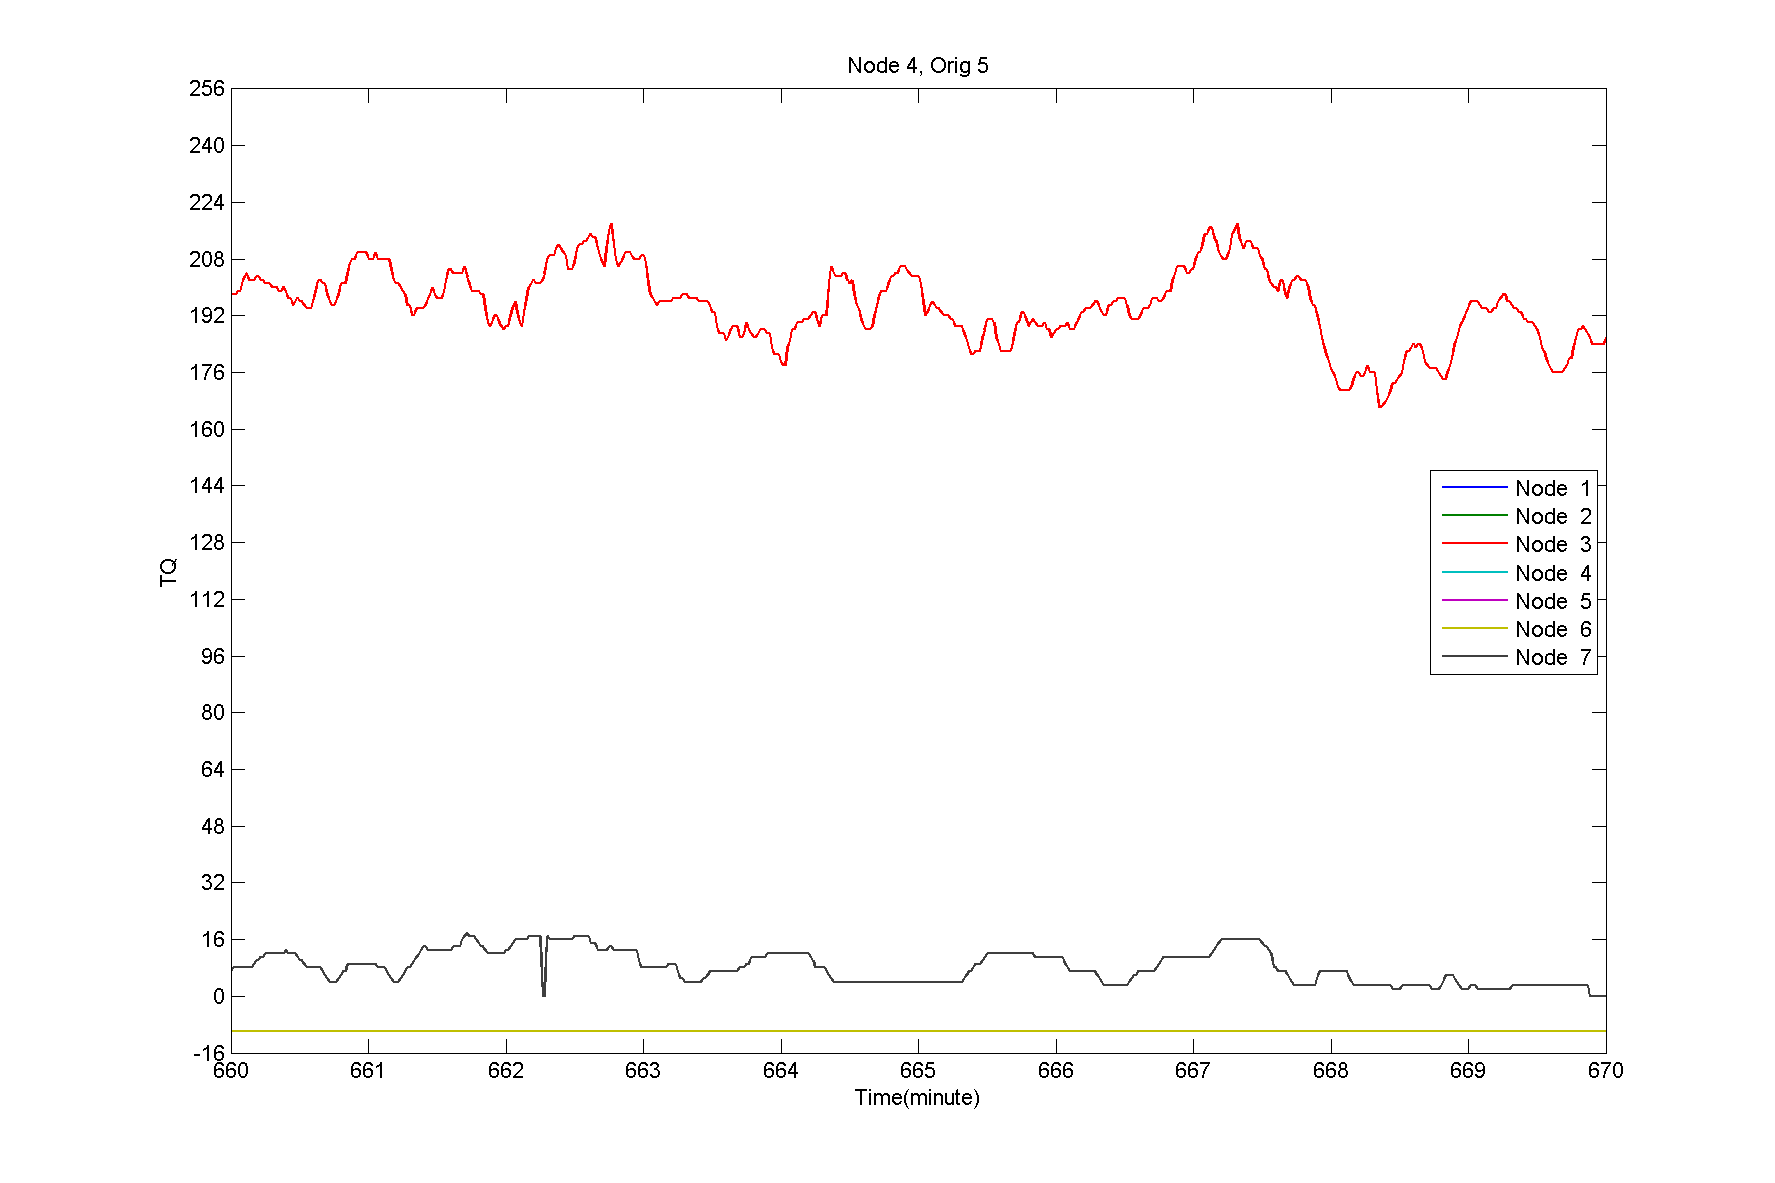 Node 4, Orig 5
256
240
224
208
192
176
160
144
128
112
96
80
64
48
32
16
0
-16
TQ
Node 1
Node 2
Node 3
Node 4
Node 5
Node 6
Node 7
660 661 662 663 664 665 666 667 668 669 670
Time(minute)